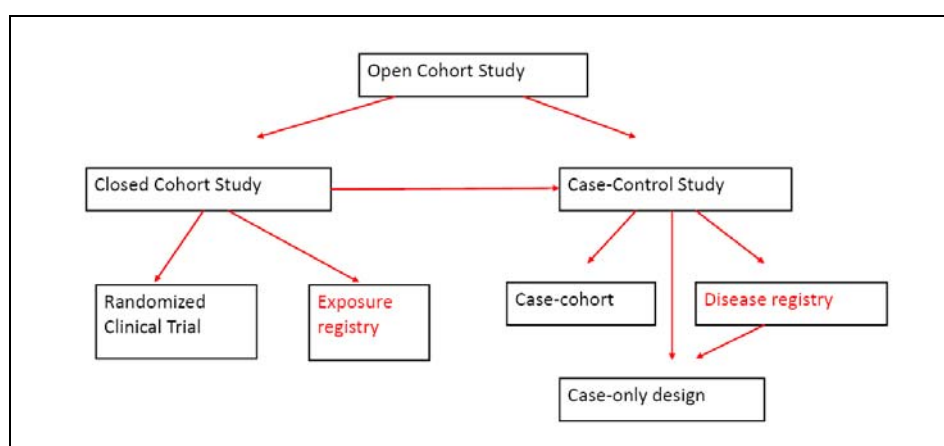 Open Cohort Study
Closed Cohort Study
Case-Control Study
Randomized
Clinical Trial
Exposure
registry
Case-cohort
Disease registry
Case-only design